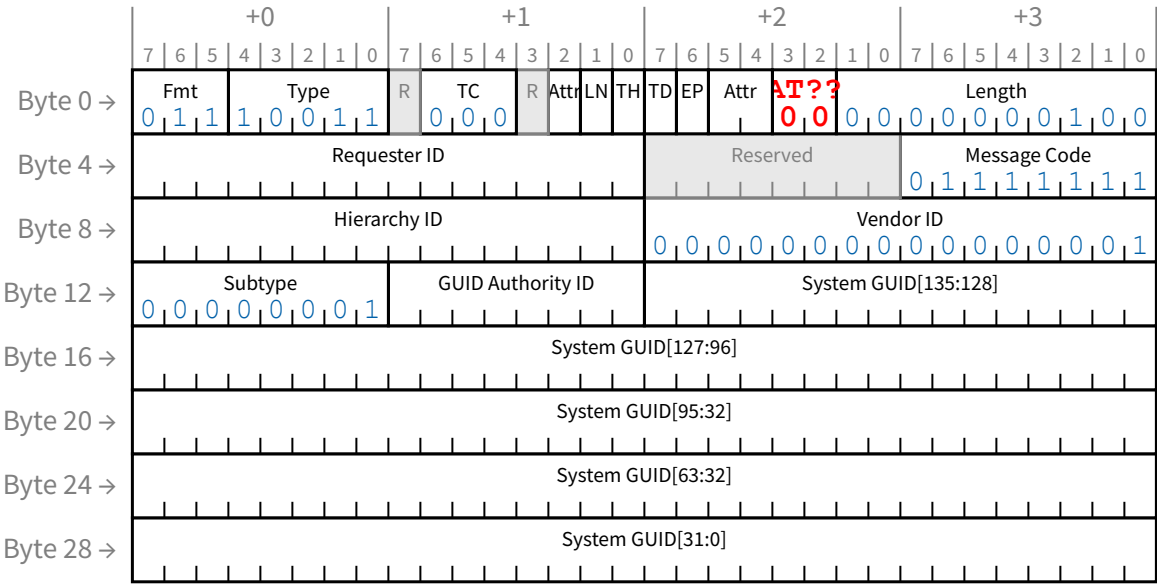 +0 +1 +2 +3
7 6 5 4 3 2 1 0 7 6 5 4 3 2 1 0 7 6 5 4 3 2 1 0 7 6 5 4 3 2 1 0
Byte 0 → Fmt Type R TC R Attr LN TH TD EP Attr AT?? Length
0 1 1 1 0 0 1 1 0 0 0 0 0 0 0 0 0 0 0 0 1 0 0
Byte 4 → Requester ID Reserved Message Code
0 1 1 1 1 1 1 1
Byte 8 → Hierarchy ID Vendor ID
0 0 0 0 0 0 0 0 0 0 0 0 0 0 0 1
Byte 12 → Subtype GUID Authority ID System GUID[135:128]
0 0 0 0 0 0 0 1
Byte 16 → System GUID[127:96]
Byte 20 → System GUID[95:32]
Byte 24 → System GUID[63:32]
Byte 28 → System GUID[31:0]